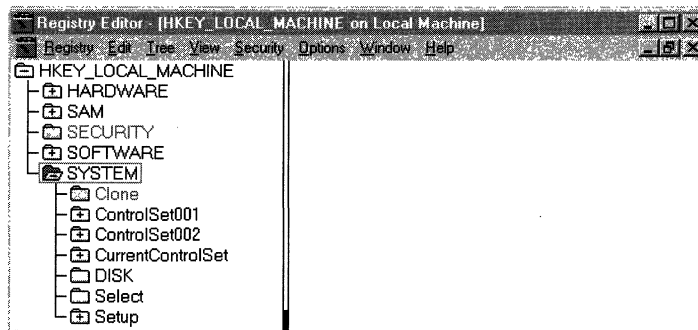 Registry Editor - [HKEY_LOCAL_MACHINE on Local Machine]
Registry Edit Tree View Security Options Window Help
HKEY_LOCAL_MACHINE
HARDWARE
SAM
SECURITY
SOFTWARE
SYSTEM
Clone
ControlSet001
ControlSet002
CurrentControlSet
DISK
Select
Setup